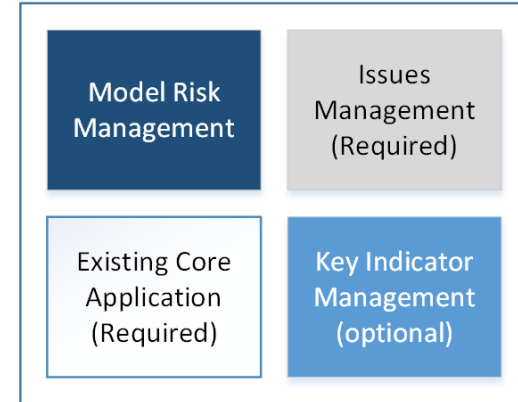 Model Risk
Management
Issues
Management
(Required)
Existing Core
Application
(Required)
Key Indicator
Management
(optional)